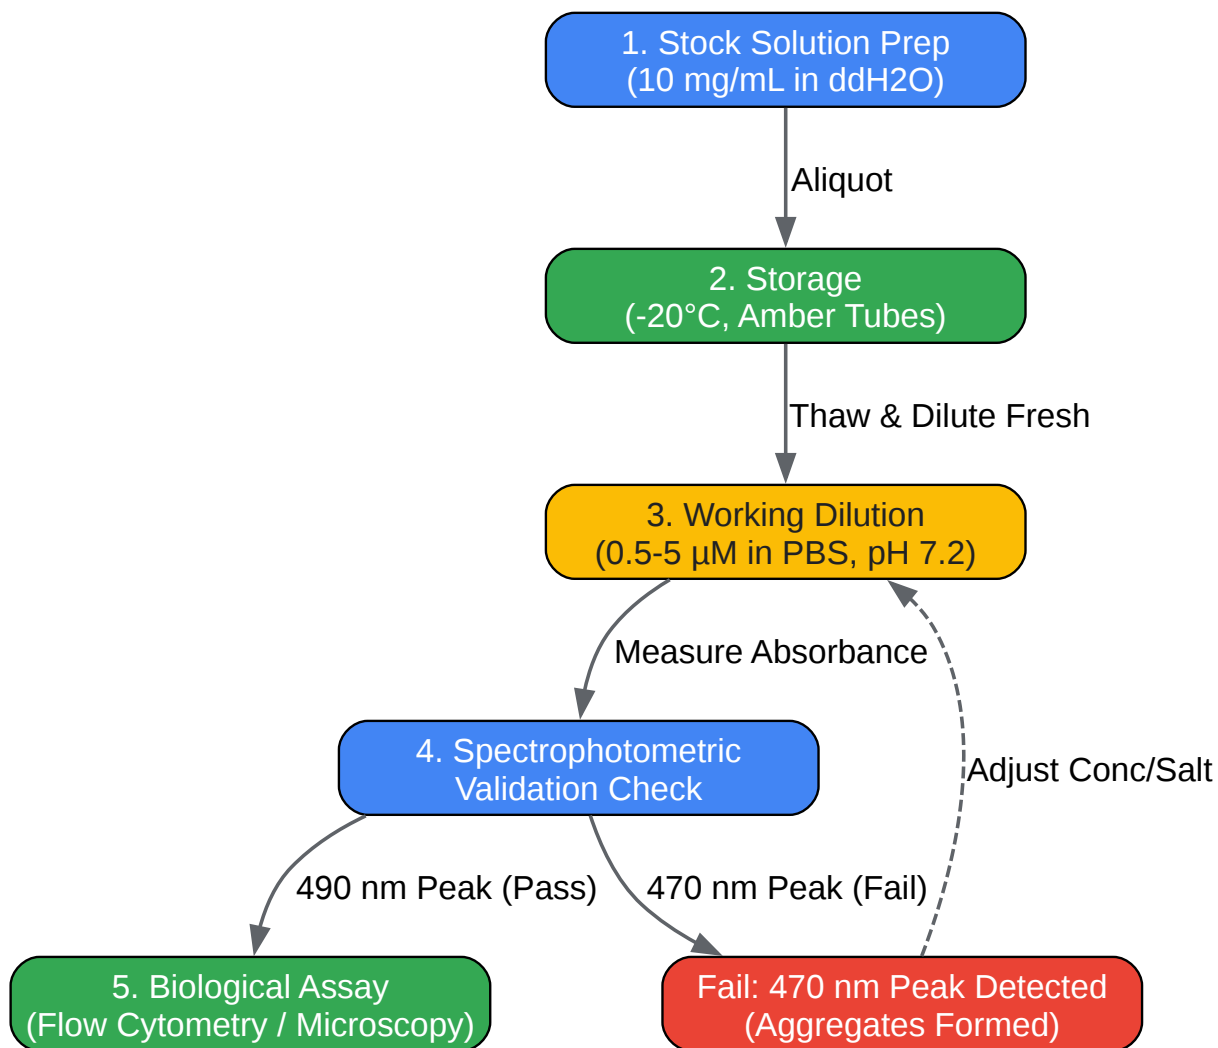 1. Stock Solution Prep
(10 mg/mL in ddH2O)
Aliquot
2. Storage
(-20°C, Amber Tubes)
Thaw & Dilute Fresh
3. Working Dilution
(0.5-5 µM in PBS, pH 7.2)
Measure Absorbance
4. Spectrophotometric
Validation Check
Adjust Conc/Salt
490 nm Peak (Pass)
470 nm Peak (Fail)
5. Biological Assay
(Flow Cytometry / Microscopy)
Fail: 470 nm Peak Detected
(Aggregates Formed)